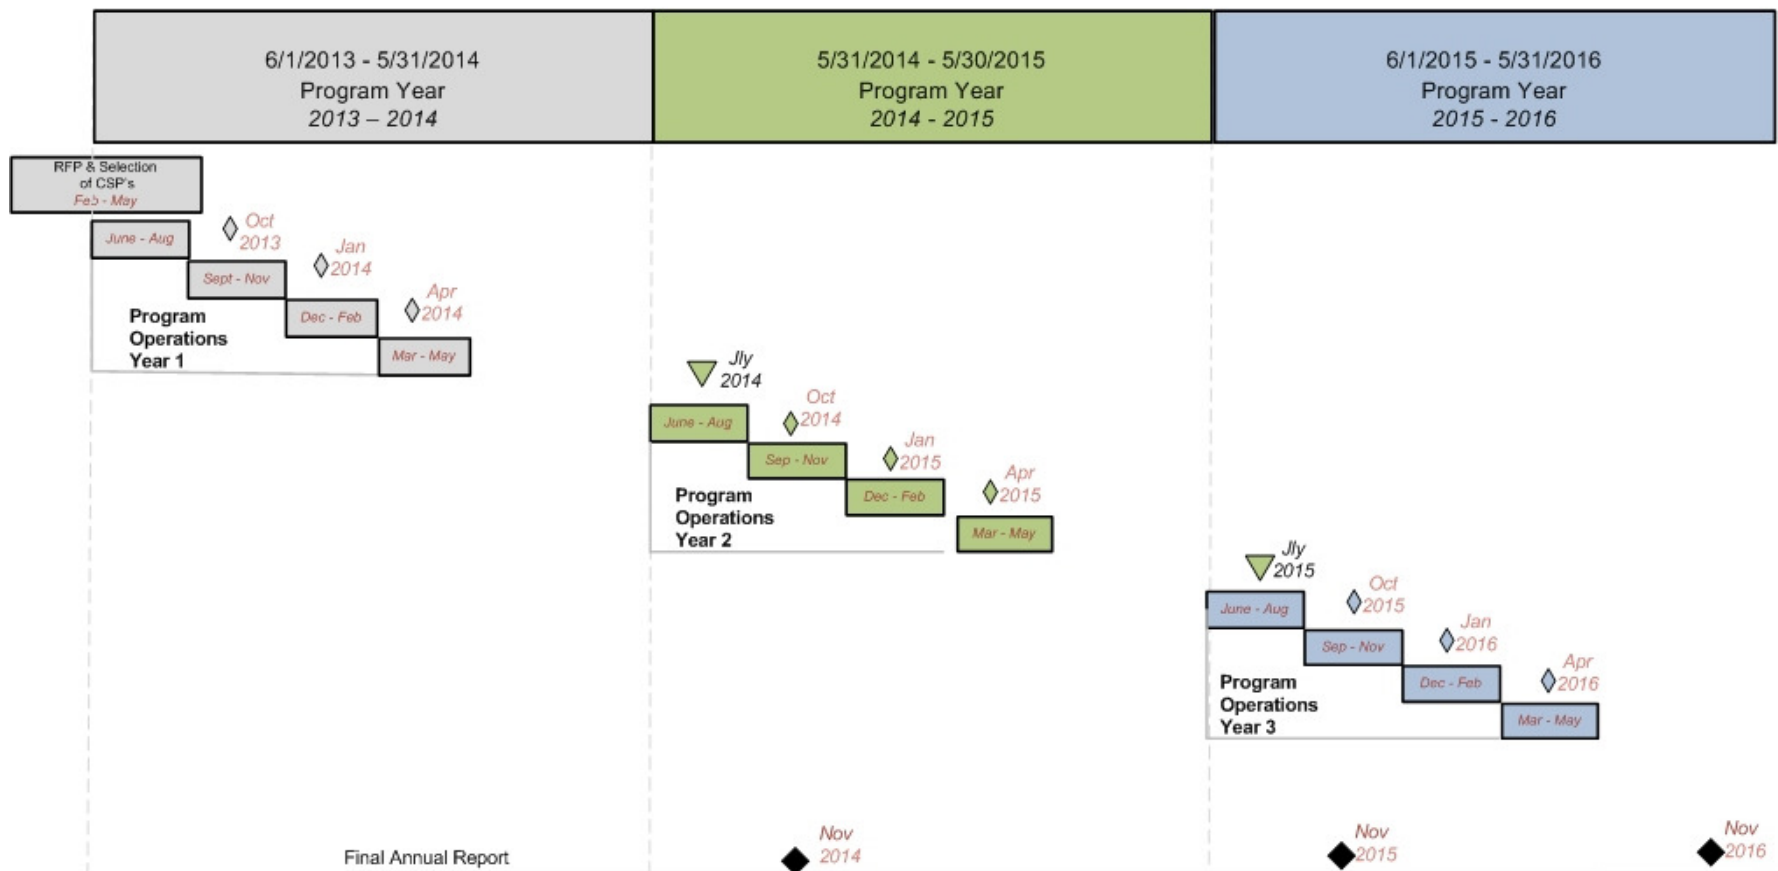 6/1/2013 - 5/31/2014
Program Year
2013 – 2014
5/31/2014 - 5/30/2015
Program Year
2014 - 2015
6/1/2015 - 5/31/2016
Program Year
2015 - 2016
RFP & Selection
of CSP's
Feb - May
June - Aug
Oct
2013
Sept - Nov
Jan
2014
Dec - Feb
Apr
2014
Mar - May
Program
Operations
Year 1
Jly
2014
June - Aug
Oct
2014
Sep - Nov
Jan
2015
Dec - Feb
Apr
2015
Mar - May
Program
Operations
Year 2
Jly
2015
June - Aug
Oct
2015
Sep - Nov
Jan
2016
Dec - Feb
Apr
2016
Mar - May
Program
Operations
Year 3
Final Annual Report
Nov
2014
Nov
2015
Nov
2016